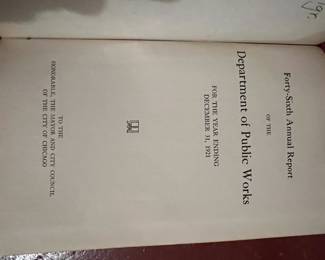 Forty-Sixth Annual Report
OF THE
Department of Public Works
FOR THE YEAR ENDING
DECEMBER 31, 1921
TO THE
HONORABLE, THE MAYOR AND CITY COUNCIL
OF THE CITY OF CHICAGO